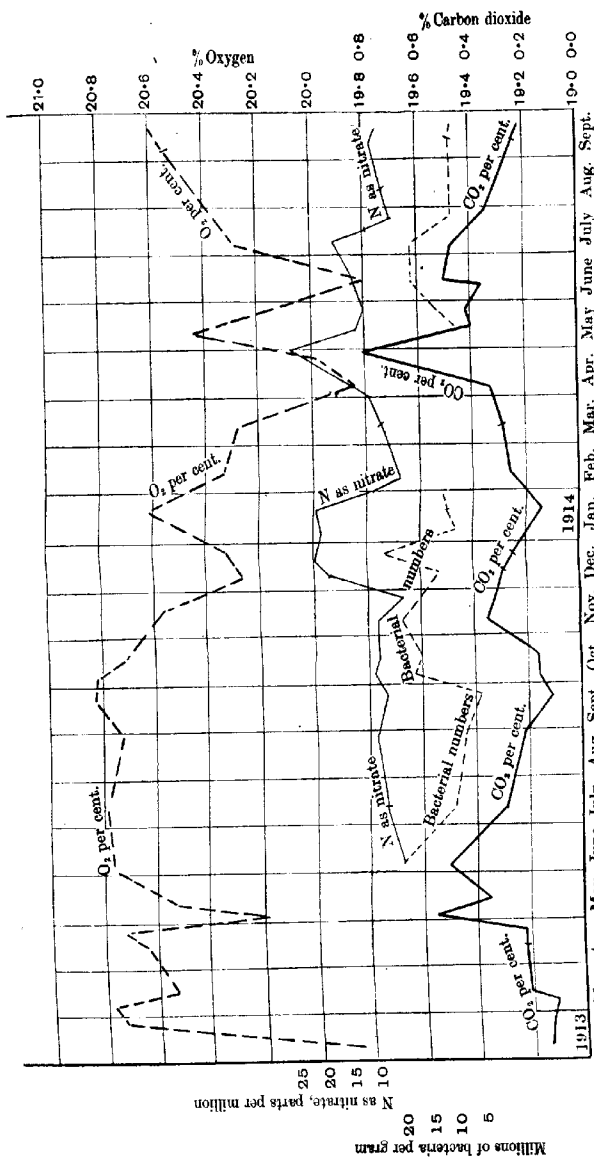 % Oxygen
21·0
20·8
20·6
20·4
20·2
20·0
19·8
19·6
19·4
19·2
19·0
% Carbon dioxide
0·8
0·6
0·4
0·2
0·0
N as nitrate, parts per million
25
20
15
10
Millions of bacteria per gram
20
15
10
5
O₂ per cent.
O₂ per cent.
O₂ per cent.
N as nitrate
N as nitrate
N as nitrate
Bacterial numbers
Bacterial numbers
CO₂ per cent.
CO₂ per cent.
CO₂ per cent.
CO₂ per cent.
CO₂ per cent.
1913
1914
May June July Aug. Sept. Oct. Nov. Dec. Jan. Feb. Mar. Apr. May June July Aug. Sept.